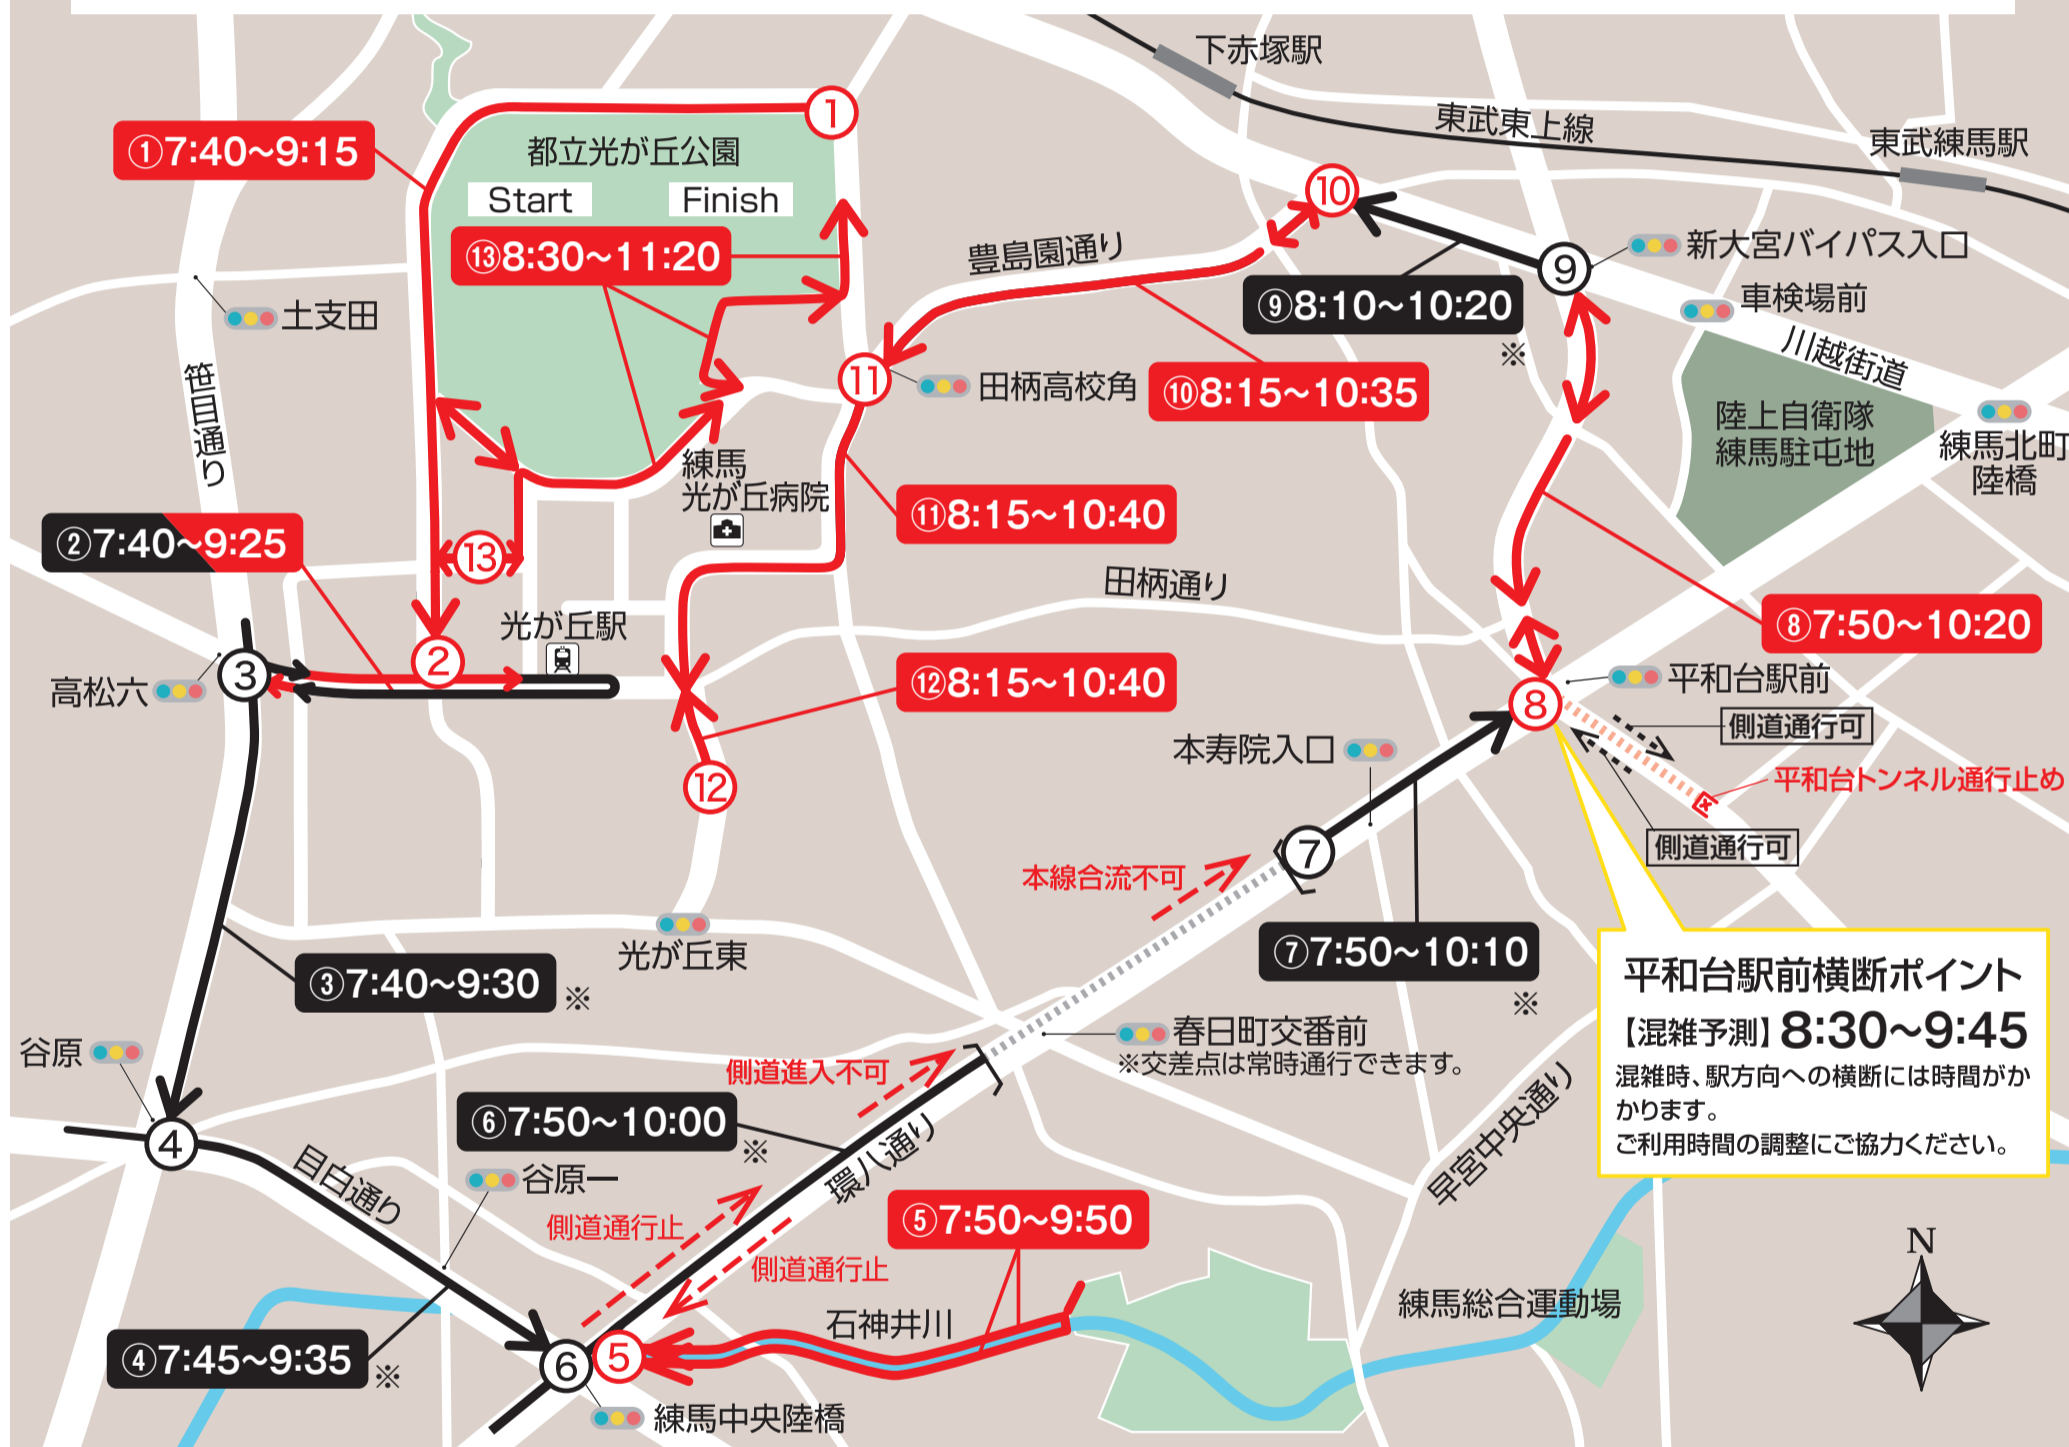 下赤塚駅
東武東上線
東武練馬駅
①
①7:40～9:15
都立光が丘公園
Start
Finish
⑬8:30～11:20
⑩
豊島園通り
⑨
新大宮バイパス入口
⑨8:10～10:20
※
車検場前
川越街道
土支田
笹目通り
⑪
田柄高校角
⑩8:15～10:35
陸上自衛隊
練馬駐屯地
練馬北町
陸橋
練馬
光が丘病院
⑪8:15～10:40
②7:40～9:25
⑬
田柄通り
光が丘駅
⑧7:50～10:20
高松六
③
②
⑫8:15～10:40
平和台駅前
⑧
側道通行可
本寿院入口
平和台トンネル通行止め
⑫
側道通行可
⑦
本線合流不可
⑦7:50～10:10
※
光が丘東
③7:40～9:30
※
平和台駅前横断ポイント
【混雑予測】8:30～9:45
混雑時、駅方向への横断には時間がか
かります。
ご利用時間の調整にご協力ください。
谷原
春日町交番前
※交差点は常時通行できます。
側道進入不可
⑥7:50～10:00
※
④
目白通り
谷原一
環八通り
早宮中央通り
側道通行止
側道通行止
⑤7:50～9:50
石神井川
練馬総合運動場
N
④7:45～9:35
※
⑥
⑤
練馬中央陸橋